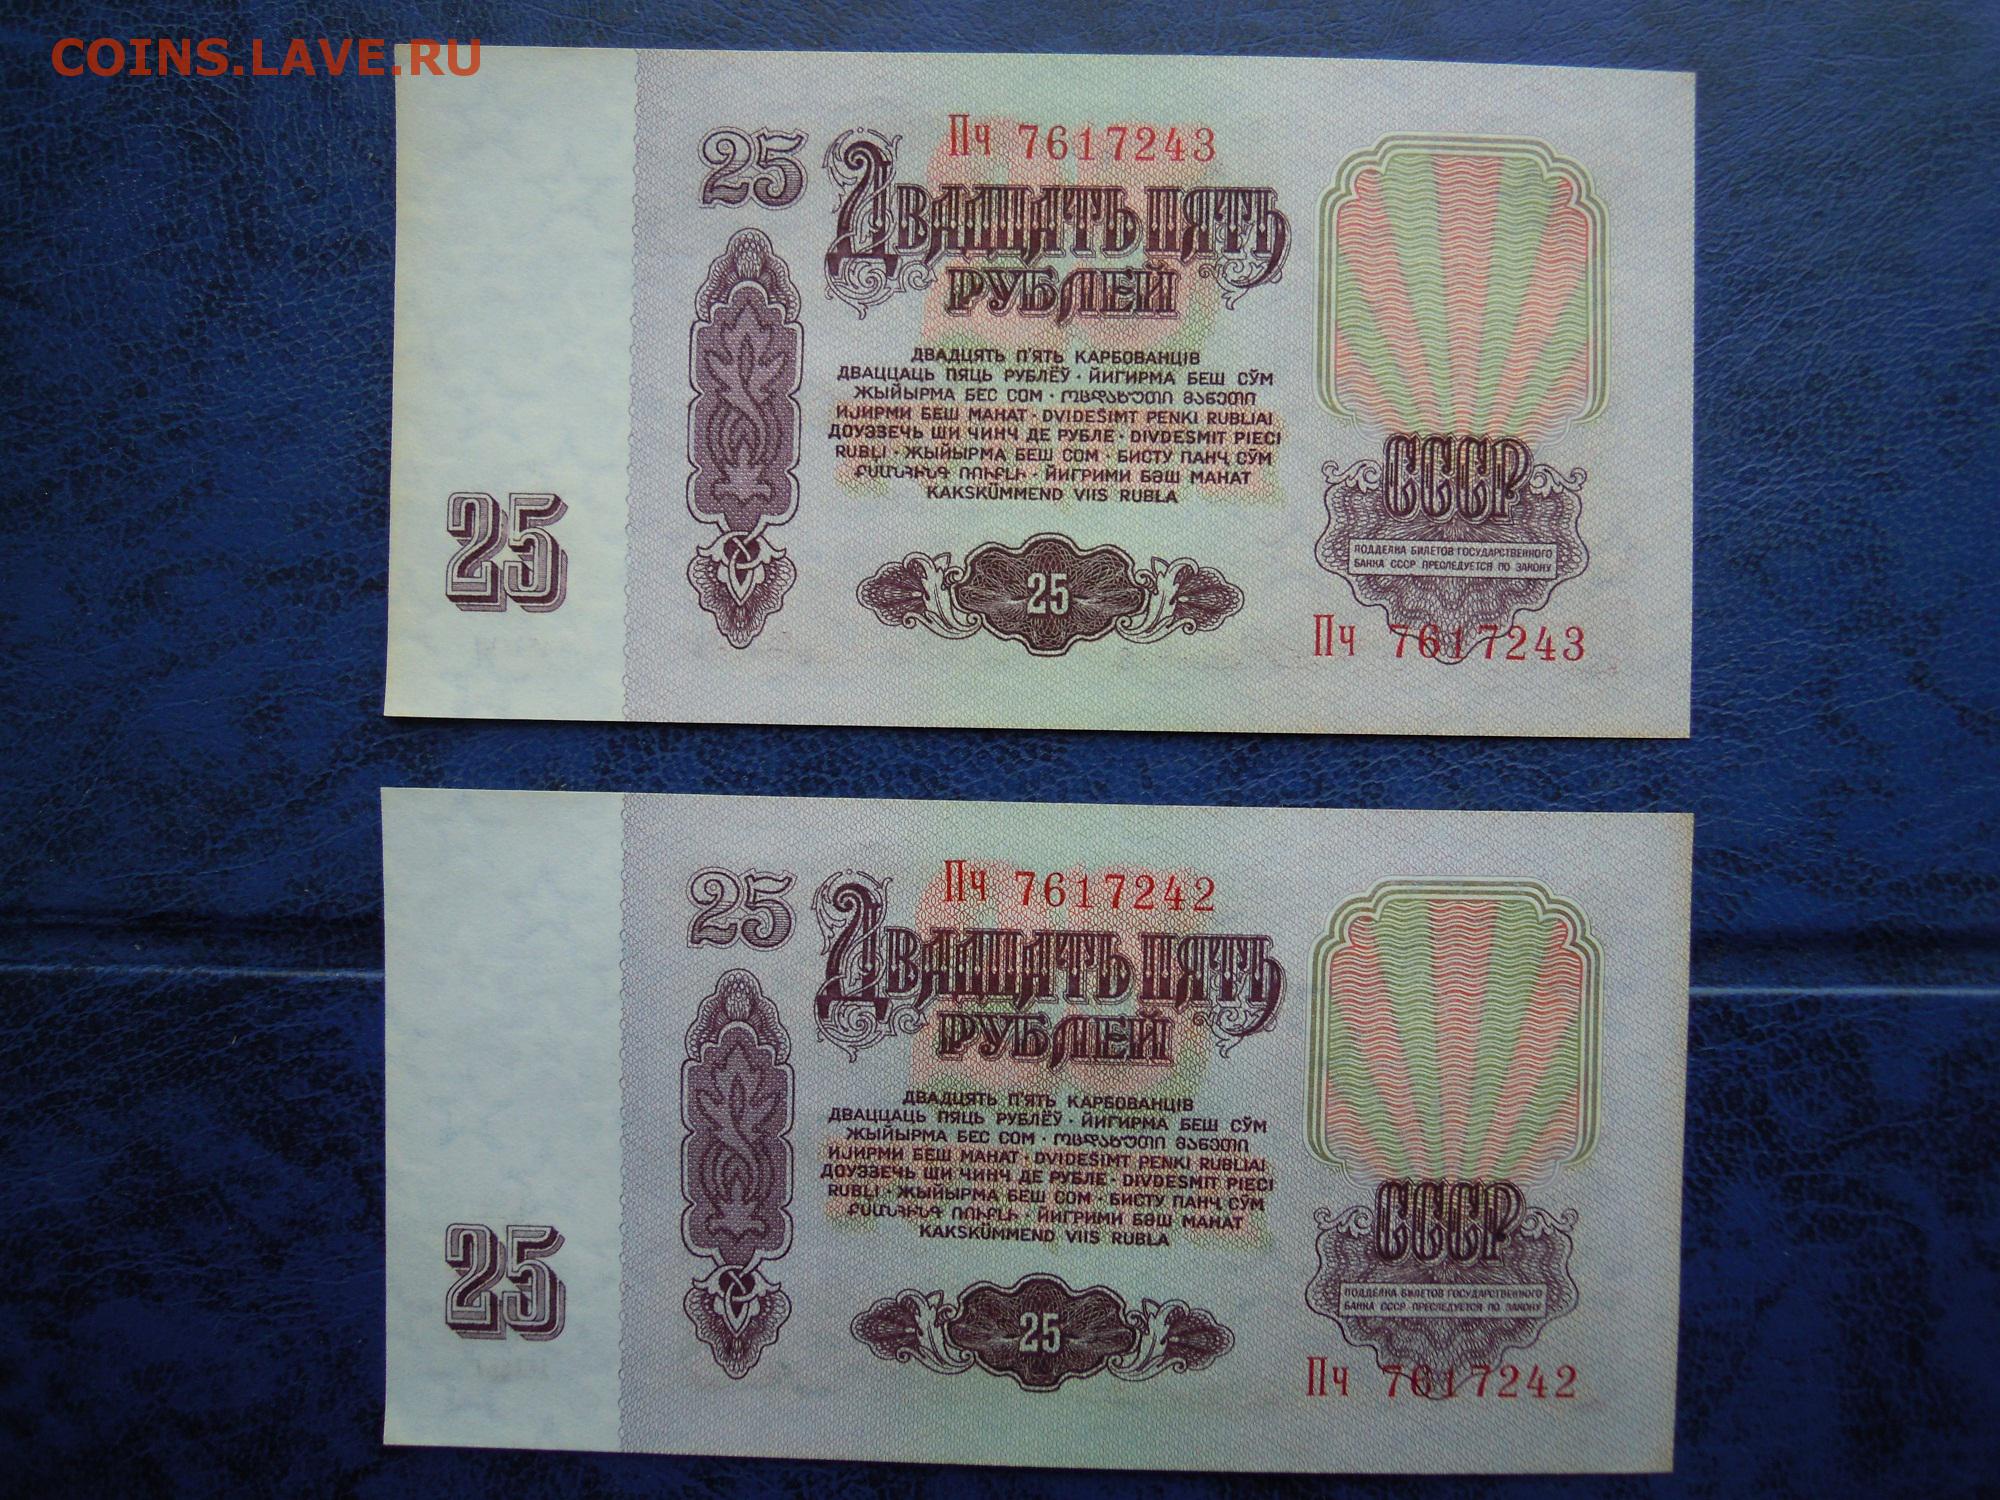 COINS.LAVE.RU
25
Пч 7617243
ДВАДЦАТЬ ПЯТЬ
РУБЛЕЙ
ДВАДЦЯТЬ П'ЯТЬ КАРБОВАНЦІВ
ДВАЦЦАЦЬ ПЯЦЬ РУБЛЁЎ · ЙИГИРМА БЕШ СЎМ
ЖЫЙЫРМА БЕС СОМ · ᲝᲪᲓᲐᲮᲣᲗᲘ ᲛᲐᲜᲔᲗᲘ
ИЈИРМИ БЕШ МАНАТ · DVIDEŠIMT PENKI RUBLIAI
ДОУЭЗЕЧЬ ШИ ЧИНЧ ДЕ РУБЛЕ · DIVDESMIT PIECI
RUBĻI · ЖЫЙЫРМА БЕШ СОМ · БИСТУ ПАНҶ СЎМ
ՔՍԱՆՀԻՆԳ ՌՈՒԲԼԻ · ЙИГРИМИ БӘШ МАНАТ
KAKSKÜMMEND VIIS RUBLA
25
25
СССР
ПОДДЕЛКА БИЛЕТОВ ГОСУДАРСТВЕННОГО
БАНКА СССР ПРЕСЛЕДУЕТСЯ ПО ЗАКОНУ
Пч 7617243
25
Пч 7617242
ДВАДЦАТЬ ПЯТЬ
РУБЛЕЙ
ДВАДЦЯТЬ П'ЯТЬ КАРБОВАНЦІВ
ДВАЦЦАЦЬ ПЯЦЬ РУБЛЁЎ · ЙИГИРМА БЕШ СЎМ
ЖЫЙЫРМА БЕС СОМ · ᲝᲪᲓᲐᲮᲣᲗᲘ ᲛᲐᲜᲔᲗᲘ
ИЈИРМИ БЕШ МАНАТ · DVIDEŠIMT PENKI RUBLIAI
ДОУЭЗЕЧЬ ШИ ЧИНЧ ДЕ РУБЛЕ · DIVDESMIT PIECI
RUBĻI · ЖЫЙЫРМА БЕШ СОМ · БИСТУ ПАНҶ СЎМ
ՔՍԱՆՀԻՆԳ ՌՈՒԲԼԻ · ЙИГРИМИ БӘШ МАНАТ
KAKSKÜMMEND VIIS RUBLA
25
25
СССР
ПОДДЕЛКА БИЛЕТОВ ГОСУДАРСТВЕННОГО
БАНКА СССР ПРЕСЛЕДУЕТСЯ ПО ЗАКОНУ
Пч 7617242